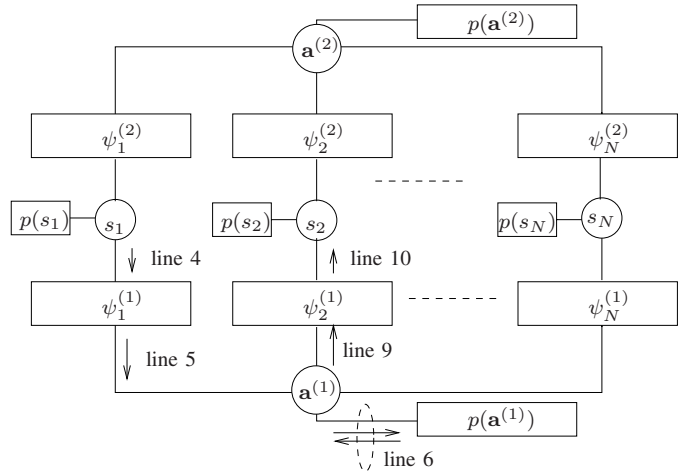 p(𝐚^{(2)})
𝐚^{(2)}
ψ_1^{(2)} ψ_2^{(2)} ψ_N^{(2)}
p(s_1) s_1 p(s_2) s_2 p(s_N) s_N
line 4 line 10
ψ_1^{(1)} ψ_2^{(1)} ψ_N^{(1)}
line 5 line 9
𝐚^{(1)}
p(𝐚^{(1)})
line 6